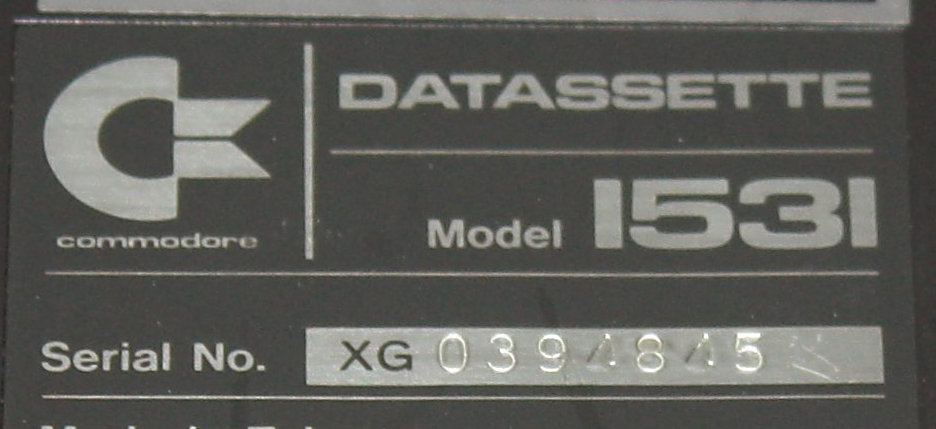 DATASSETTE
commodore
Model 1531
Serial No. XG 0394845